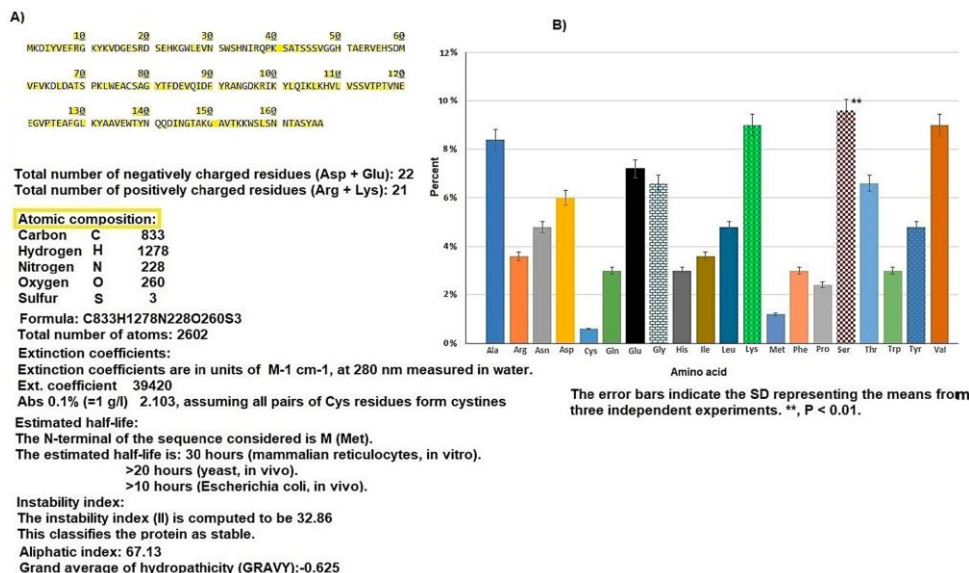 A)
10 20 30 40 50 60
MKDIYVEFRG KYKVDGESRD SEHKGWLEVN SWSHNIRQPK SATSSSVGGH TAERVEHSDM
70 80 90 100 110 120
VFVKDLDATS PKLWEACSAG YTFDEVQIDF YRANGDKRIK YLQIKLKHVL VSSVTPTVNE
130 140 150 160
EGVPTEAFGL KYAAVEWTYN QQDINGTAKG AVTKKWSLSN NTASYAA
Total number of negatively charged residues (Asp + Glu): 22
Total number of positively charged residues (Arg + Lys): 21
Atomic composition:
Carbon C 833
Hydrogen H 1278
Nitrogen N 228
Oxygen O 260
Sulfur S 3
Formula: C833H1278N228O260S3
Total number of atoms: 2602
Extinction coefficients:
Extinction coefficients are in units of M-1 cm-1, at 280 nm measured in water.
Ext. coefficient 39420
Abs 0.1% (=1 g/l) 2.103, assuming all pairs of Cys residues form cystines
Estimated half-life:
The N-terminal of the sequence considered is M (Met).
The estimated half-life is: 30 hours (mammalian reticulocytes, in vitro).
>20 hours (yeast, in vivo).
>10 hours (Escherichia coli, in vivo).
Instability index:
The instability index (II) is computed to be 32.86
This classifies the protein as stable.
Aliphatic index: 67.13
Grand average of hydropathicity (GRAVY):-0.625
B)
12%
10%
8%
6%
4%
2%
0%
Percent
**
Ala Arg Asn Asp Cys Gln Glu Gly His Ile Leu Lys Met Phe Pro Ser Thr Trp Tyr Val
Amino acid
The error bars indicate the SD representing the means from
three independent experiments. **, P < 0.01.